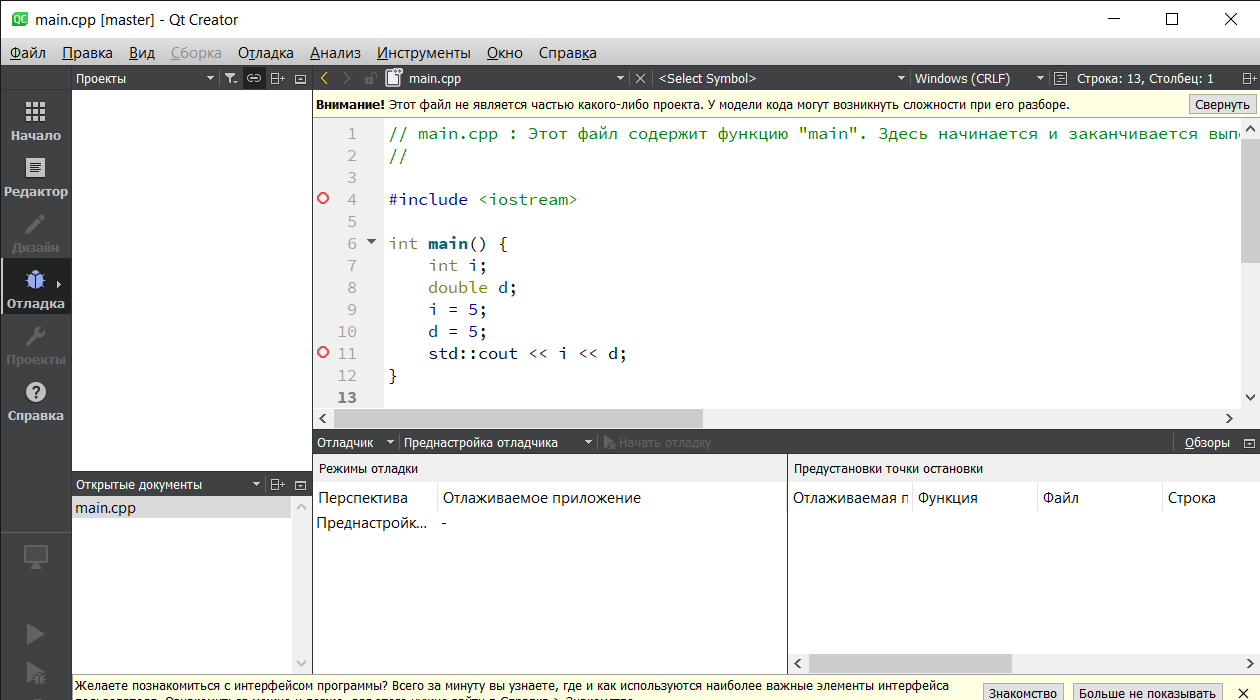 main.cpp [master] - Qt Creator
Файл Правка Вид Сборка Отладка Анализ Инструменты Окно Справка
Проекты main.cpp <Select Symbol> Windows (CRLF) Строка: 13, Столбец: 1
Внимание! Этот файл не является частью какого-либо проекта. У модели кода могут возникнуть сложности при его разборе. Свернуть
Начало
Редактор
Дизайн
Отладка
Проекты
Справка
1 // main.cpp : Этот файл содержит функцию "main". Здесь начинается и заканчивается вып
2 //
3
4 #include <iostream>
5
6 int main() {
7 int i;
8 double d;
9 i = 5;
10 d = 5;
11 std::cout << i << d;
12 }
13
Отладчик Преднастройка отладчика Начать отладку Обзоры
Режимы отладки
Перспектива Отлаживаемое приложение
Преднастройк... -
Предустановки точки остановки
Отлаживаемая п Функция Файл Строка
Открытые документы
main.cpp
Желаете познакомиться с интерфейсом программы? Всего за минуту вы узнаете, где и как используются наиболее важные элементы интерфейса
Знакомство Больше не показывать